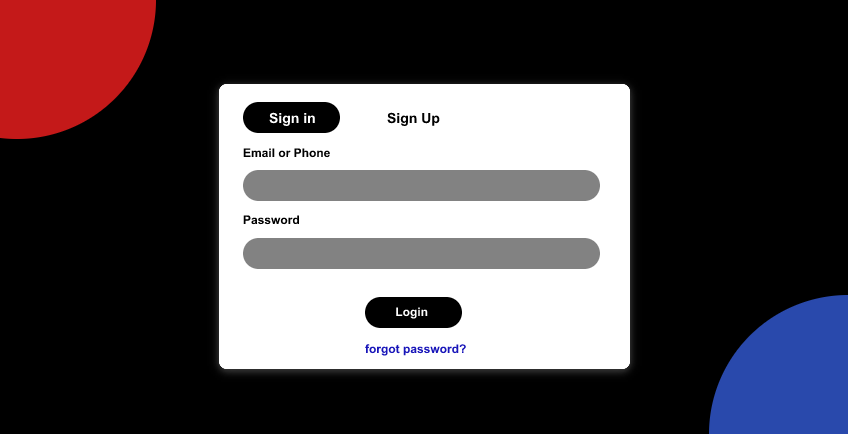 Sign in Sign Up
Email or Phone
Password
Login
forgot password?